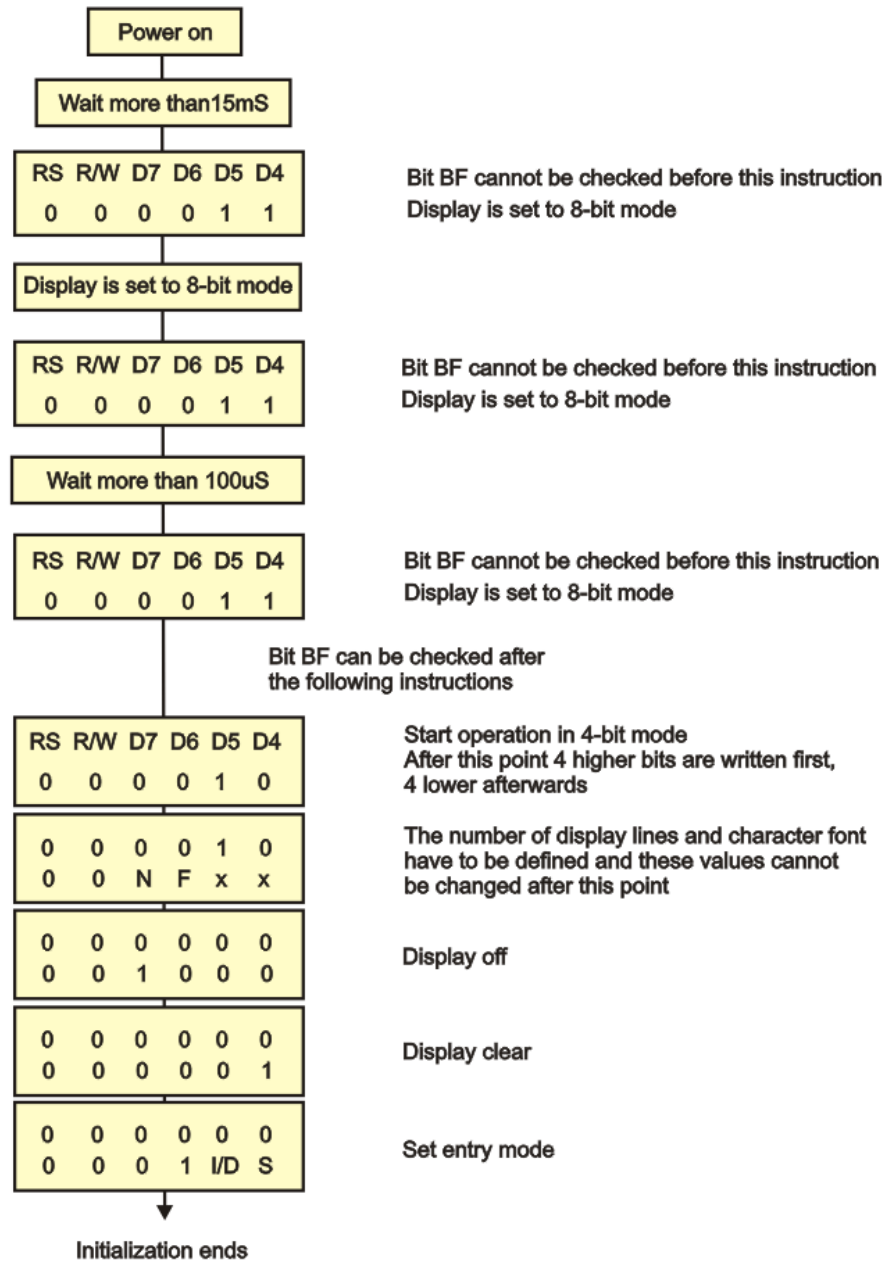 Power on
Wait more than15mS
RS R/W D7 D6 D5 D4
0 0 0 0 1 1
Bit BF cannot be checked before this instruction
Display is set to 8-bit mode
Display is set to 8-bit mode
RS R/W D7 D6 D5 D4
0 0 0 0 1 1
Bit BF cannot be checked before this instruction
Display is set to 8-bit mode
Wait more than 100uS
RS R/W D7 D6 D5 D4
0 0 0 0 1 1
Bit BF cannot be checked before this instruction
Display is set to 8-bit mode
Bit BF can be checked after
the following instructions
RS R/W D7 D6 D5 D4
0 0 0 0 1 0
Start operation in 4-bit mode
After this point 4 higher bits are written first,
4 lower afterwards
0 0 0 0 1 0
0 0 N F x x
The number of display lines and character font
have to be defined and these values cannot
be changed after this point
0 0 0 0 0 0
0 0 1 0 0 0
Display off
0 0 0 0 0 0
0 0 0 0 0 1
Display clear
0 0 0 0 0 0
0 0 0 1 I/D S
Set entry mode
Initialization ends